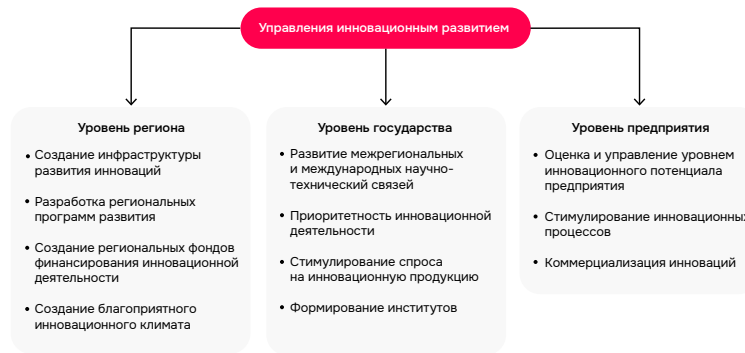 Управления инновационным развитием
Уровень региона
• Создание инфраструктуры
развития инноваций
• Разработка региональных
программ развития
• Создание региональных фондов
финансирования инновационной
деятельности
• Создание благоприятного
инновационного климата
Уровень государства
• Развитие межрегиональных
и международных научно-
технический связей
• Приоритетность инновационной
деятельности
• Стимулирование спроса
на инновационную продукцию
• Формирование институтов
Уровень предприятия
• Оценка и управление уровнем
инновационного потенциала
предприятия
• Стимулирование инновационных
процессов
• Коммерциализация инноваций